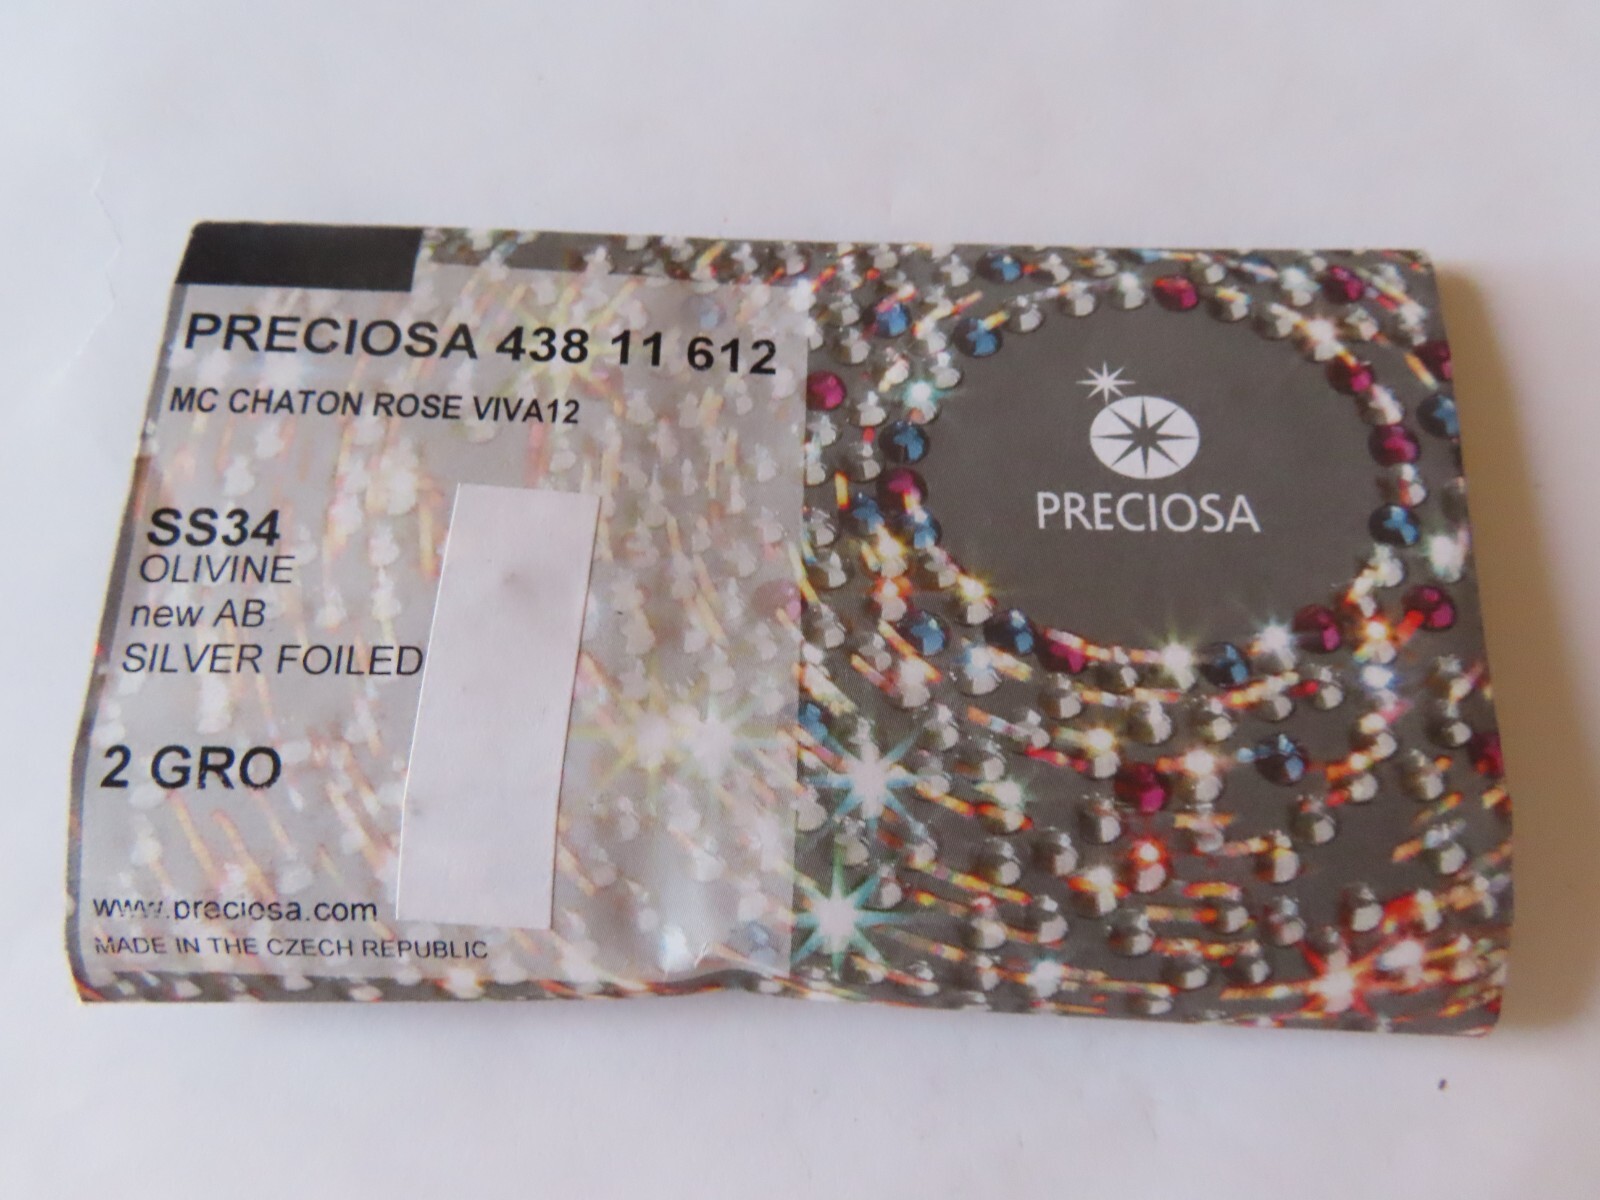 PRECIOSA 438 11 612
MC CHATON ROSE VIVA12
SS34
OLIVINE
new AB
SILVER FOILED
2 GRO
www.preciosa.com
MADE IN THE CZECH REPUBLIC
PRECIOSA